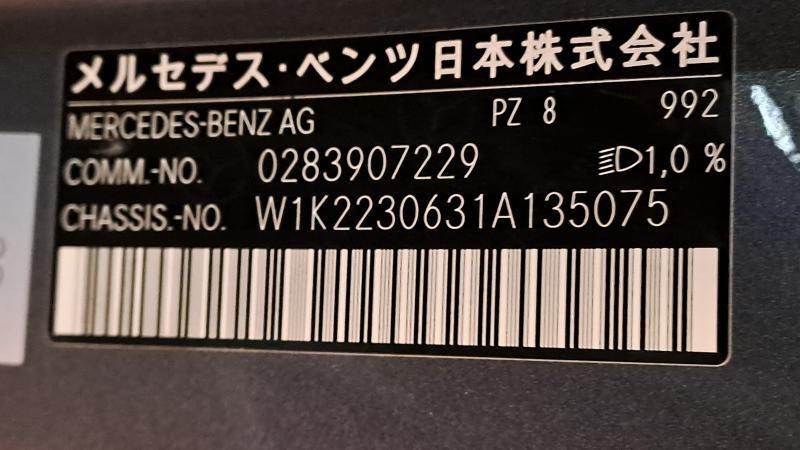 メルセデス・ベンツ日本株式会社
MERCEDES-BENZ AG PZ 8 992
COMM.-NO. 0283907229 1,0 %
CHASSIS.-NO. W1K2230631A135075